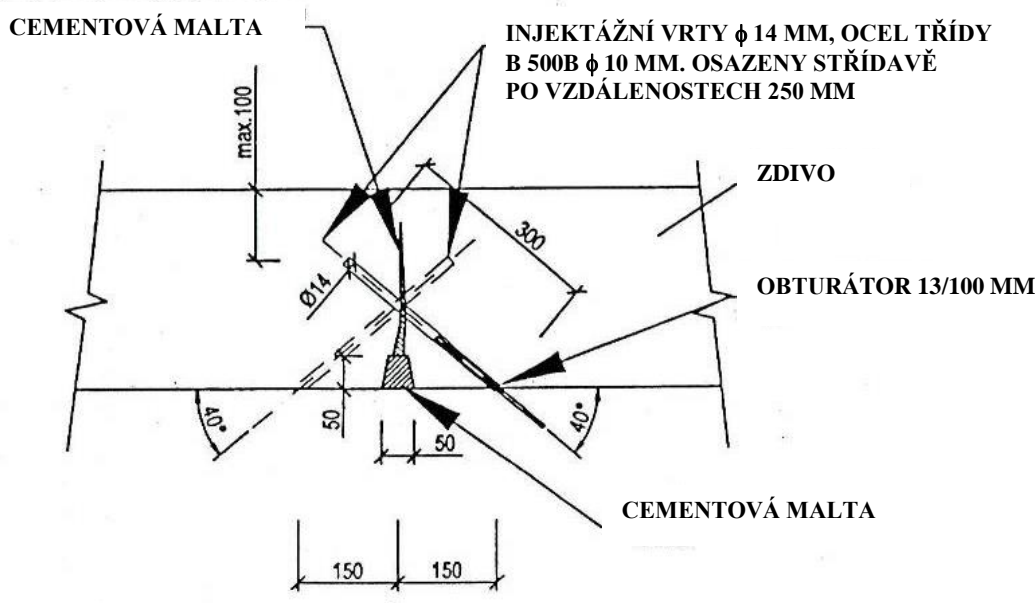 CEMENTOVÁ MALTA
INJEKTÁŽNÍ VRTY ϕ 14 MM, OCEL TŘÍDY
B 500B ϕ 10 MM. OSAZENY STŘÍDAVĚ
PO VZDÁLENOSTECH 250 MM
max.100
ZDIVO
300
Ø14
OBTURÁTOR 13/100 MM
40°
50
50
40°
CEMENTOVÁ MALTA
150
150